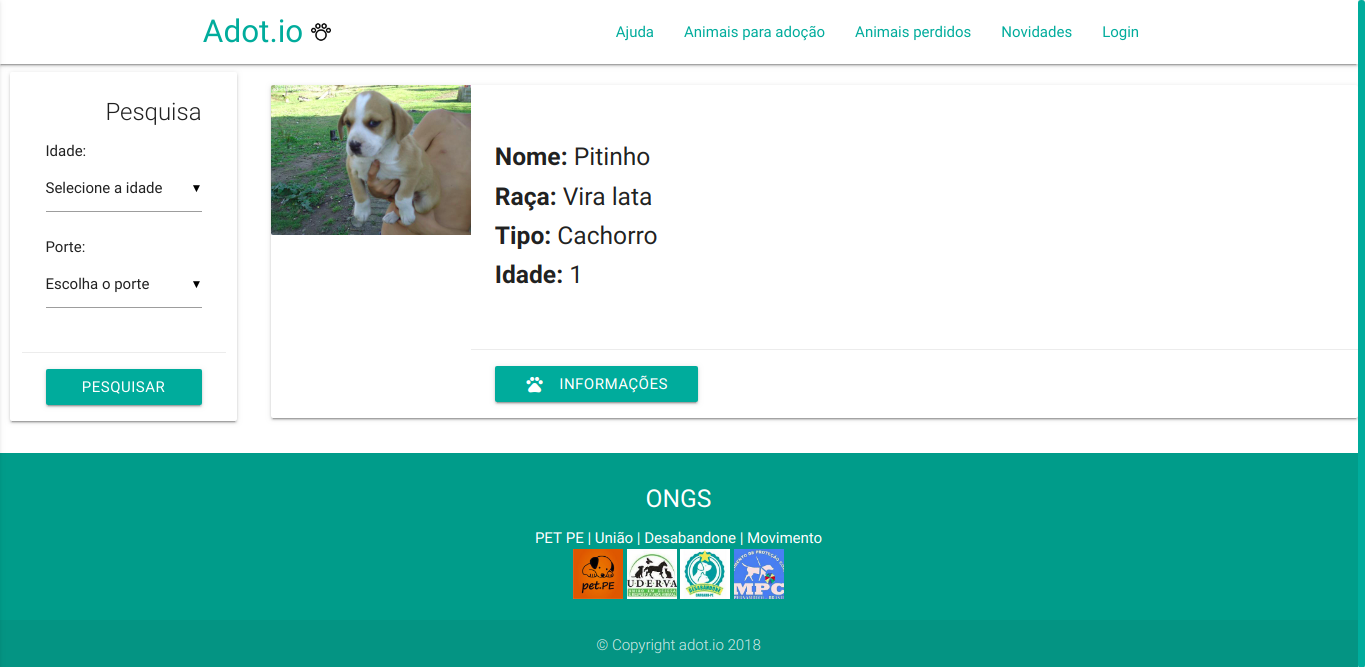 Adot.io
Ajuda Animais para adoção Animais perdidos Novidades Login
Pesquisa
Idade:
Selecione a idade
Porte:
Escolha o porte
PESQUISAR
Nome: Pitinho
Raça: Vira lata
Tipo: Cachorro
Idade: 1
INFORMAÇÕES
ONGS
PET PE | União | Desabandone | Movimento
pet.PE
UDERVA
MPC
© Copyright adot.io 2018